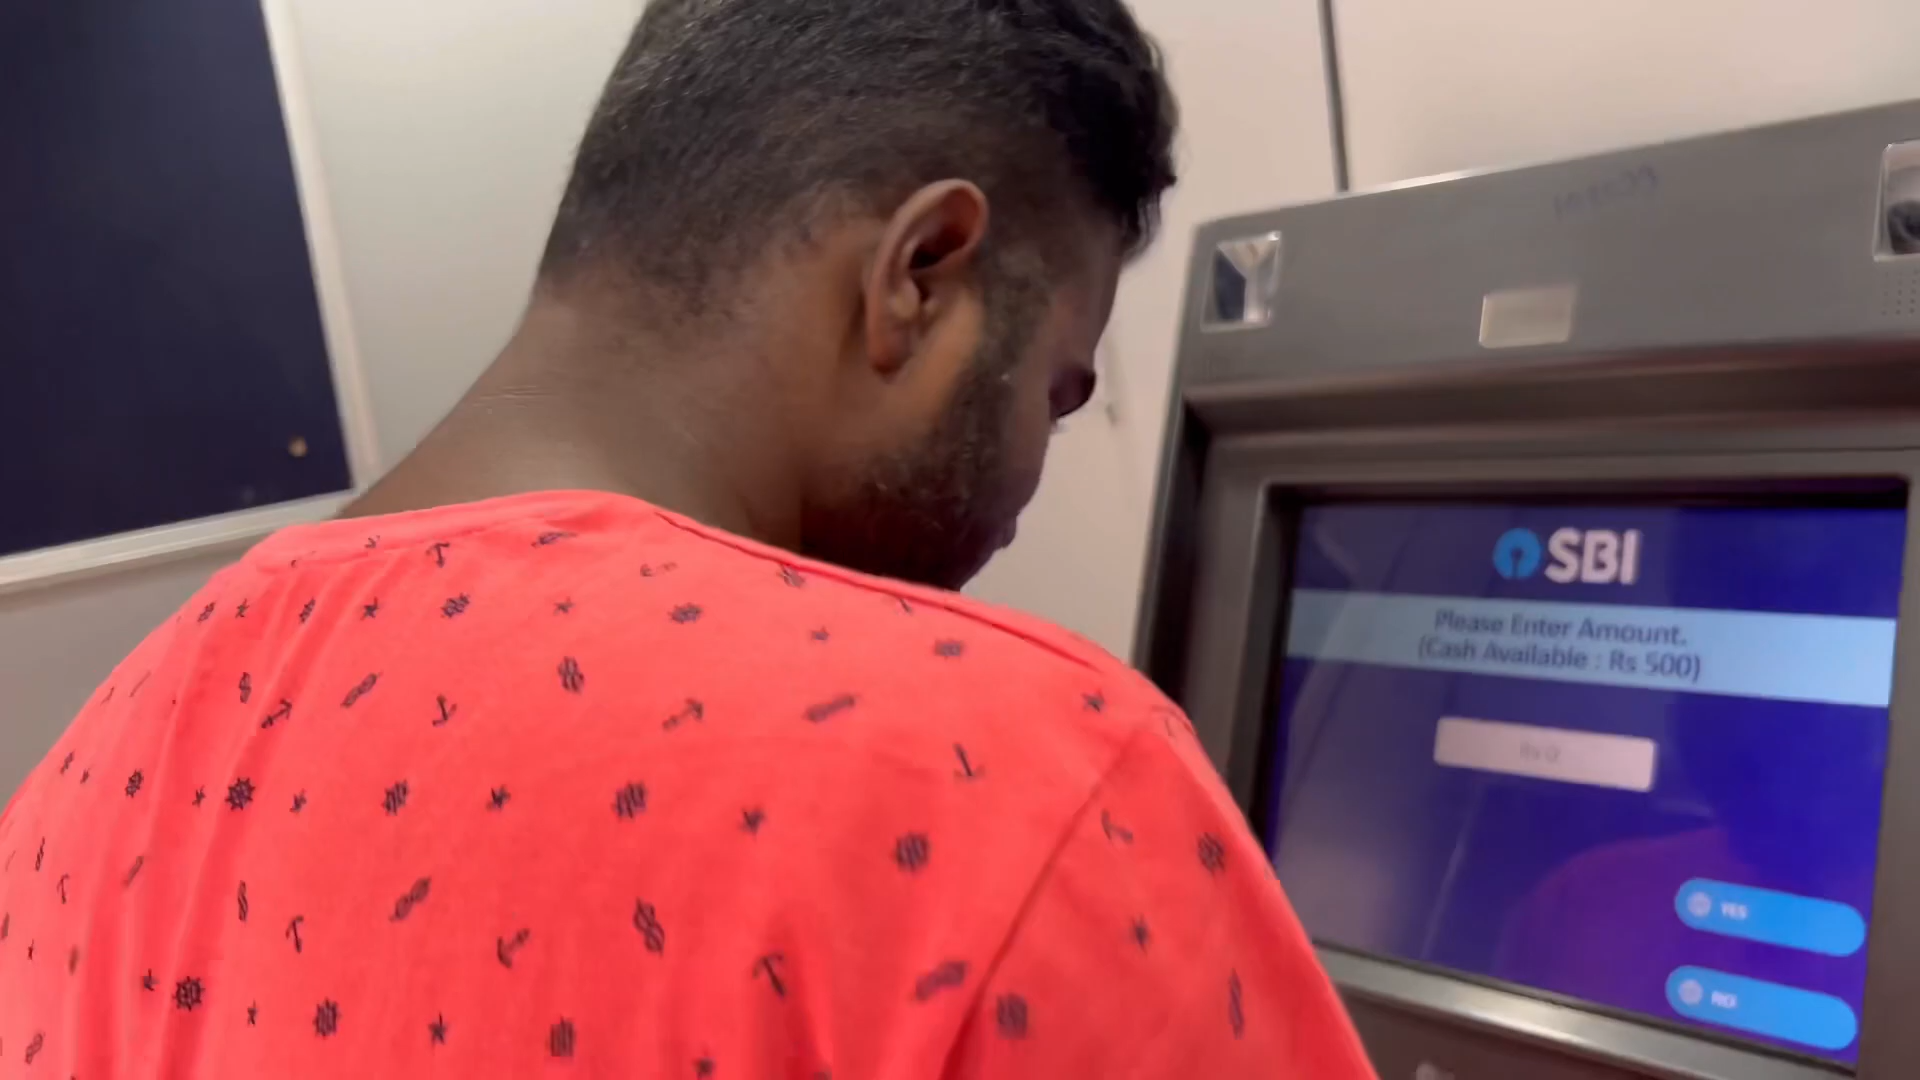 SBI
Please Enter Amount.
(Cash Available : Rs 500)
YES
NO